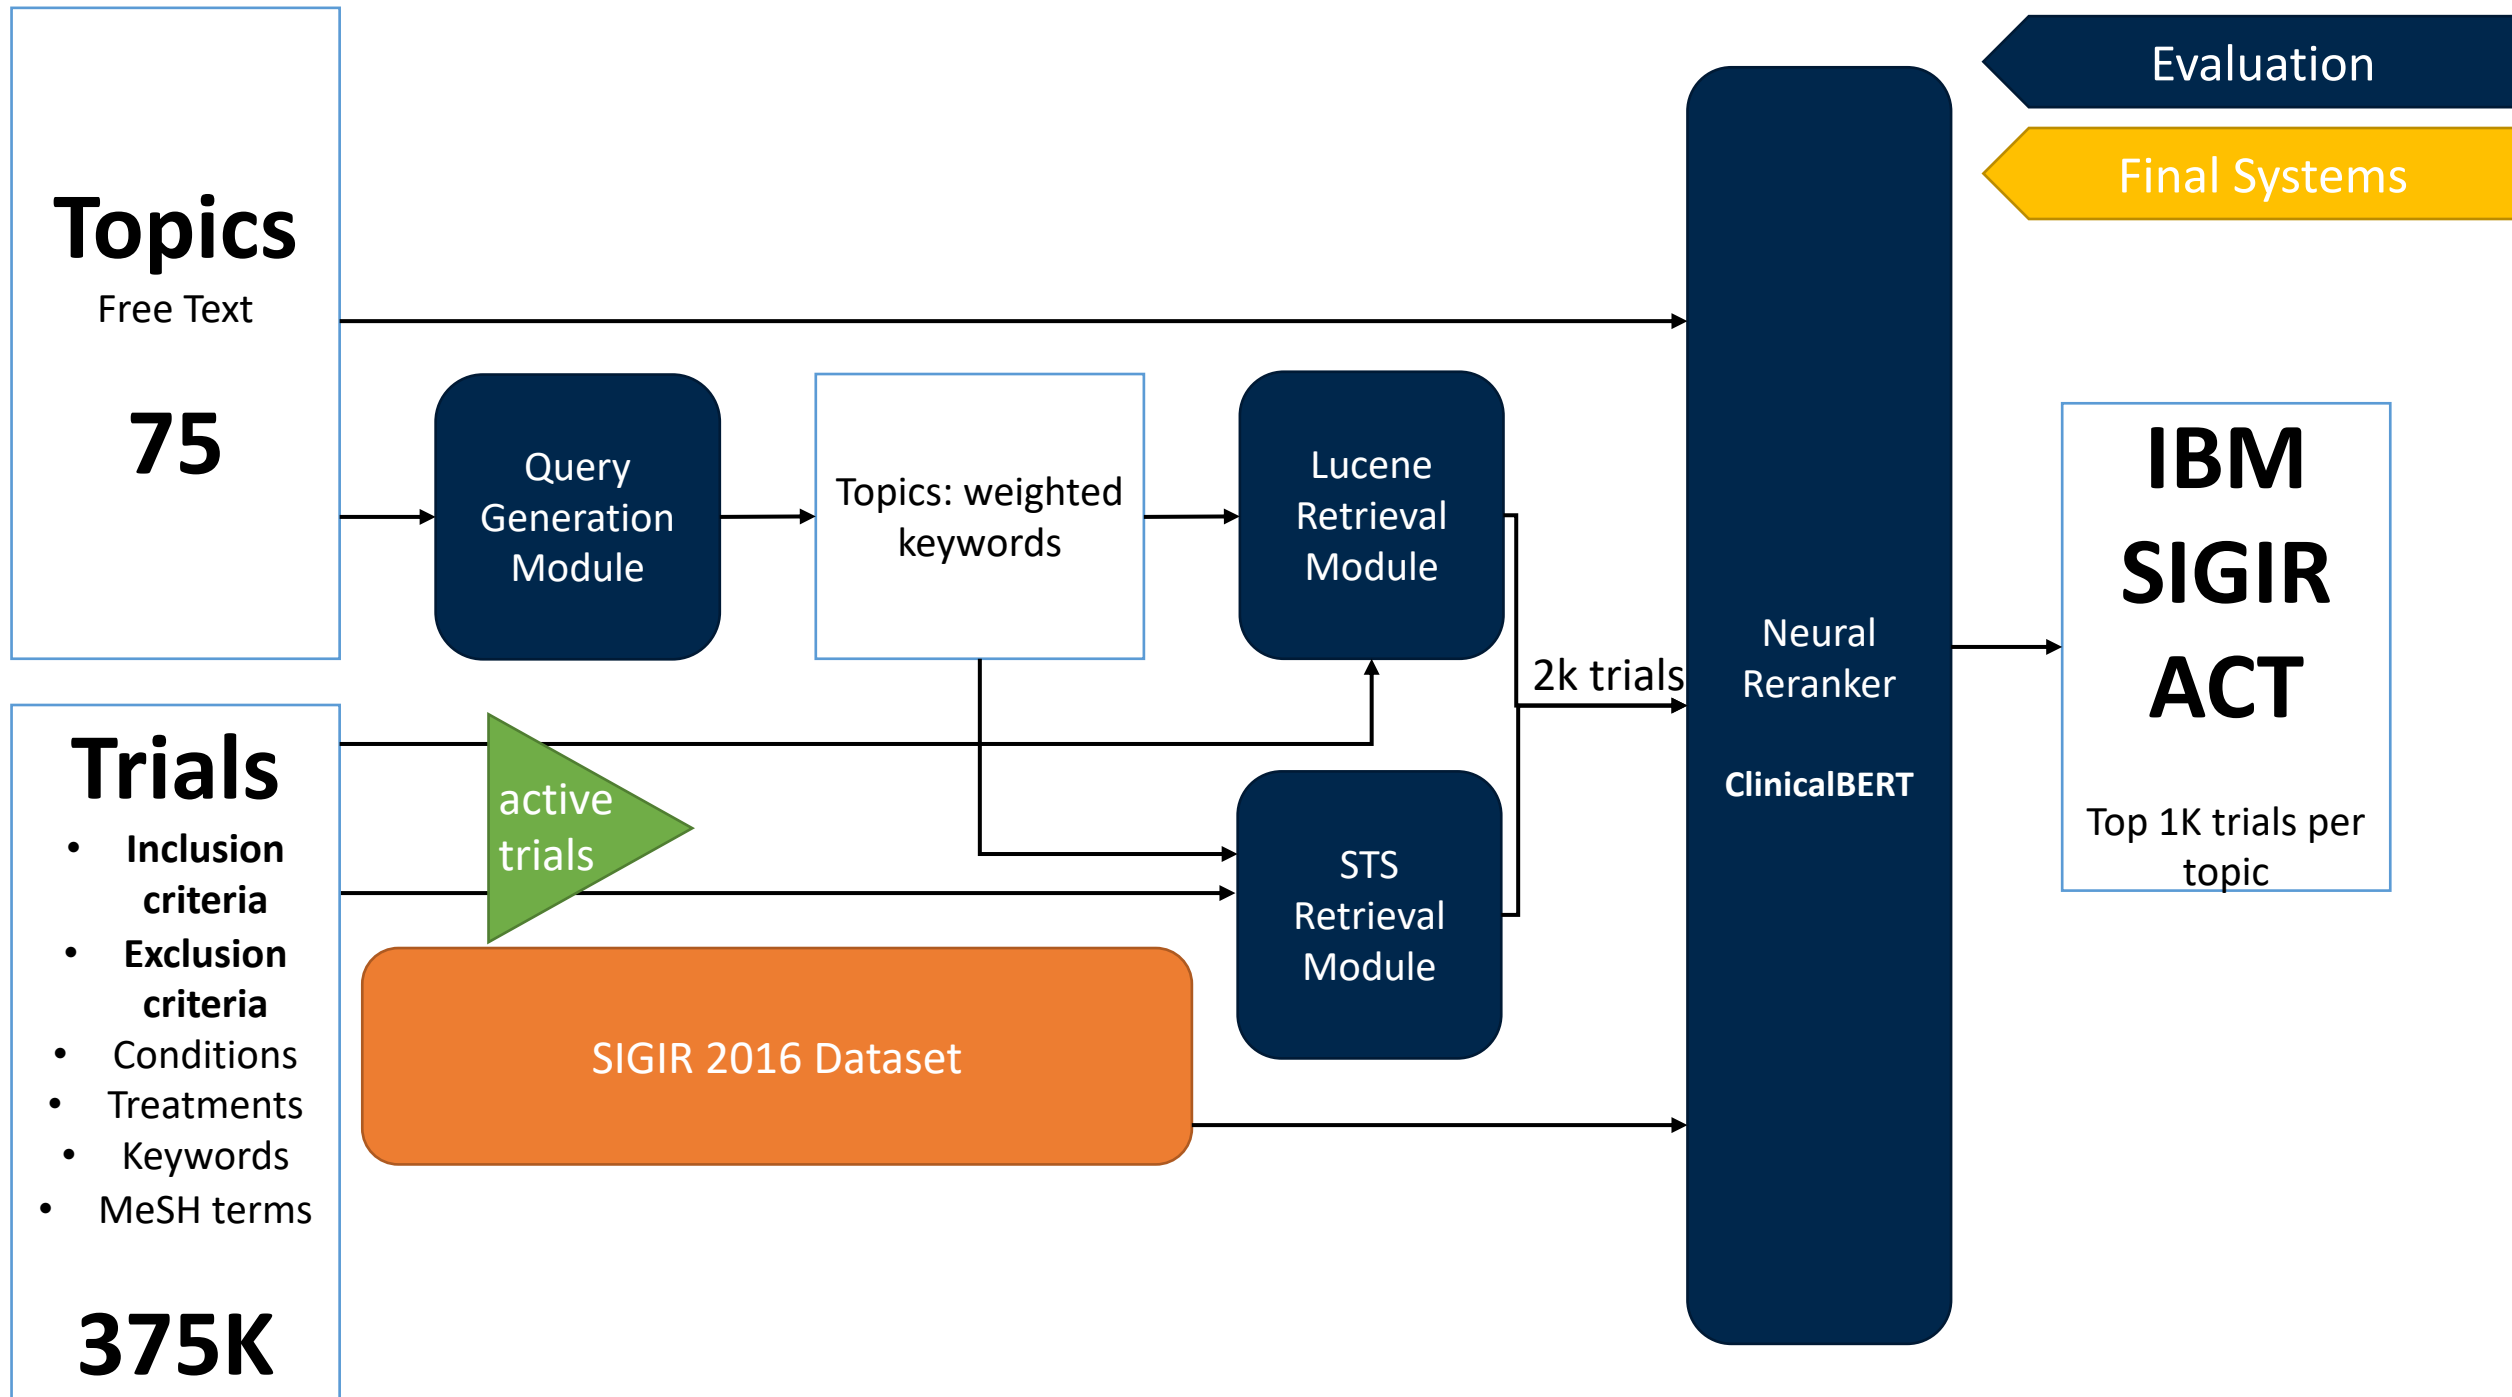 Topics
Free Text
75
Trials
• Inclusion
criteria
• Exclusion
criteria
• Conditions
• Treatments
• Keywords
• MeSH terms
375K
Query
Generation
Module
Topics: weighted
keywords
Lucene
Retrieval
Module
active
trials
SIGIR 2016 Dataset
STS
Retrieval
Module
2k trials
Neural
Reranker
ClinicalBERT
Evaluation
Final Systems
IBM
SIGIR
ACT
Top 1K trials per
topic